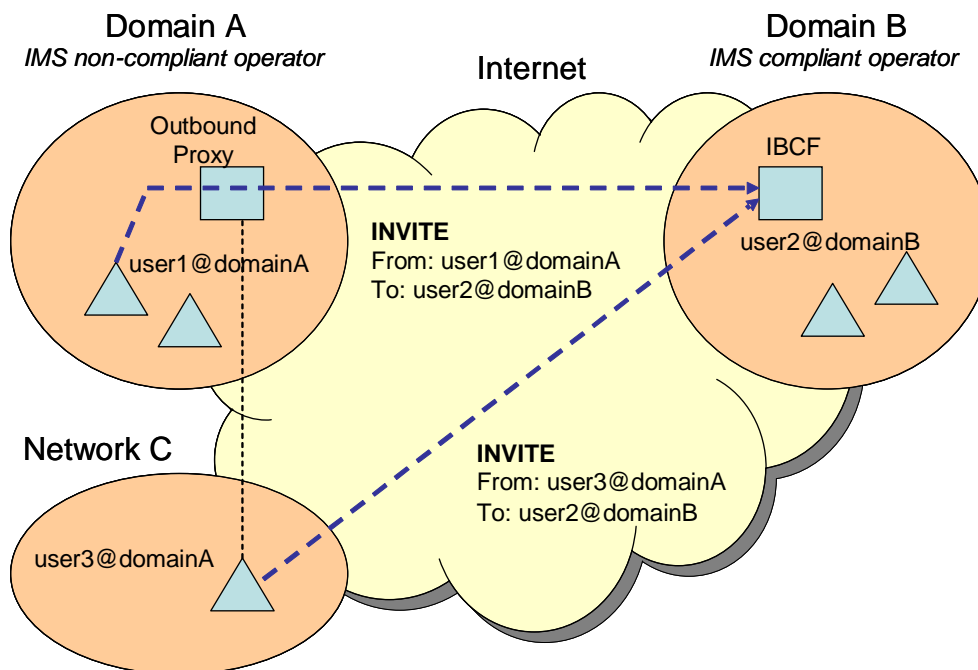 Domain A
IMS non-compliant operator
Domain B
IMS compliant operator
Internet
Outbound
Proxy
IBCF
INVITE
From: user1@domainA
To: user2@domainB
user1@domainA
user2@domainB
Network C
INVITE
From: user3@domainA
To: user2@domainB
user3@domainA